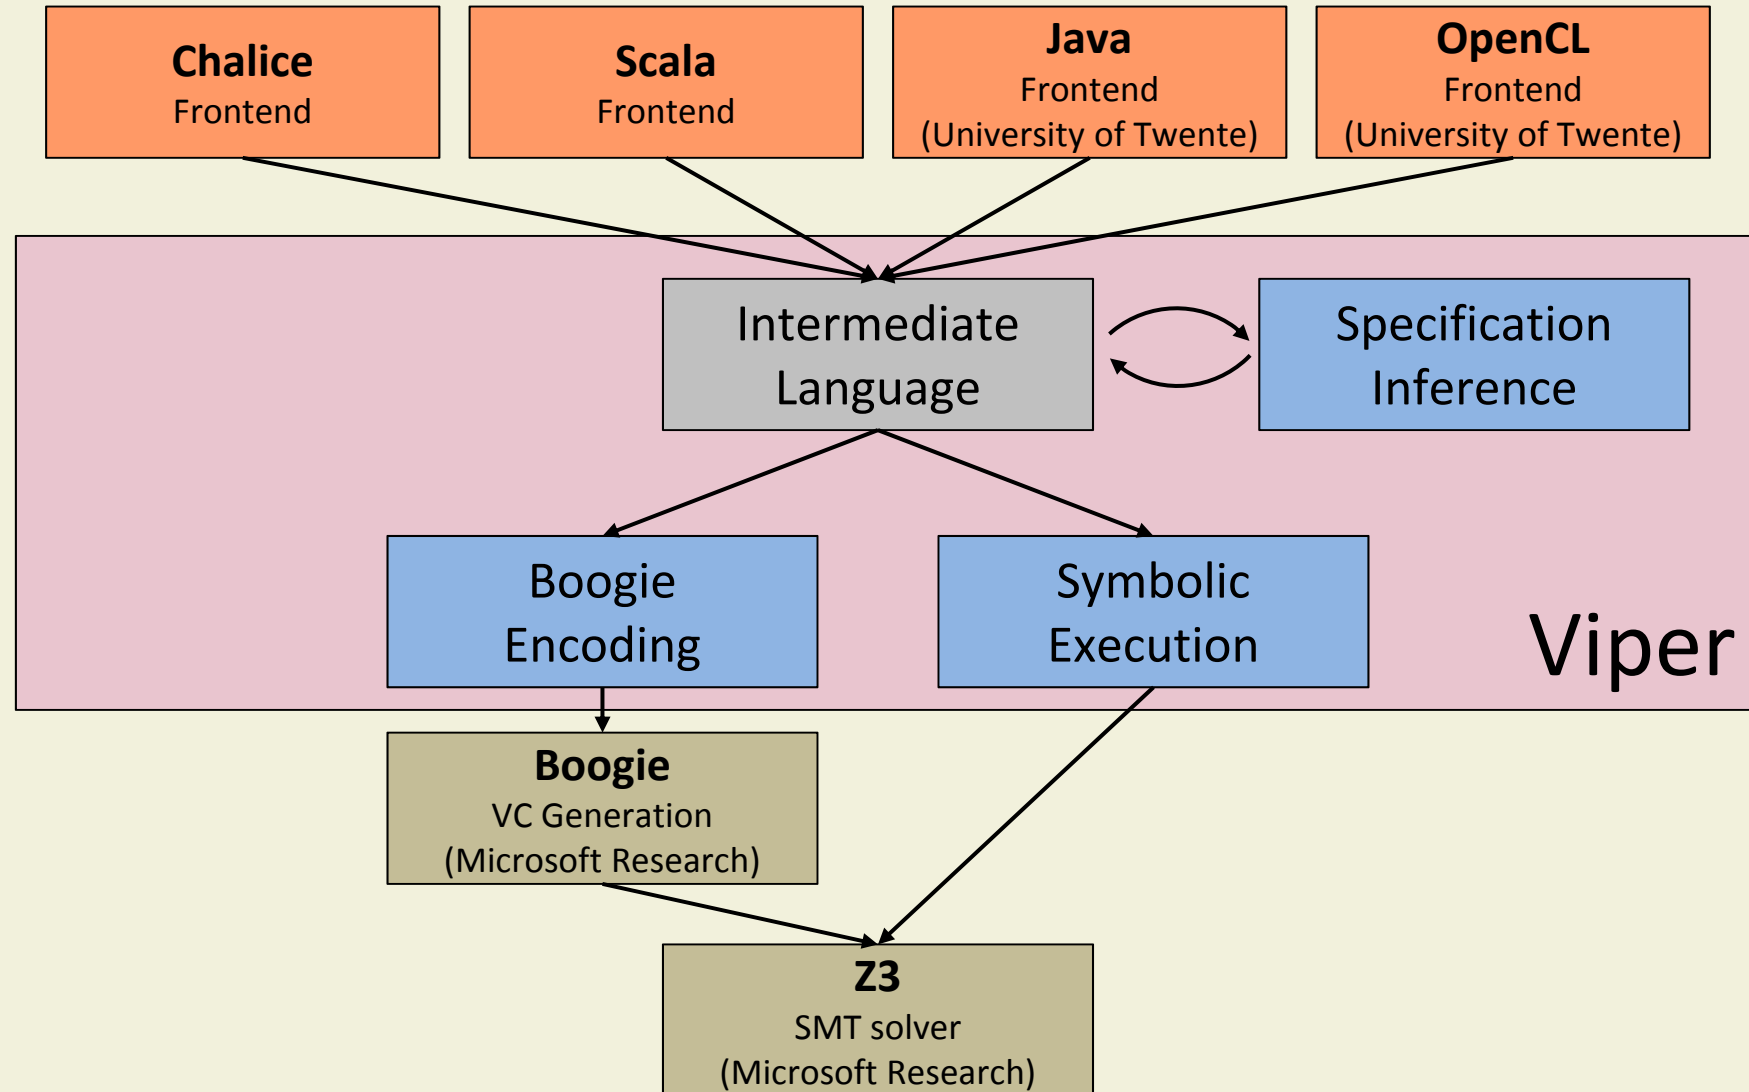 Chalice
Frontend
Scala
Frontend
Java
Frontend
(University of Twente)
OpenCL
Frontend
(University of Twente)
Intermediate
Language
Specification
Inference
Boogie
Encoding
Symbolic
Execution
Viper
Boogie
VC Generation
(Microsoft Research)
Z3
SMT solver
(Microsoft Research)